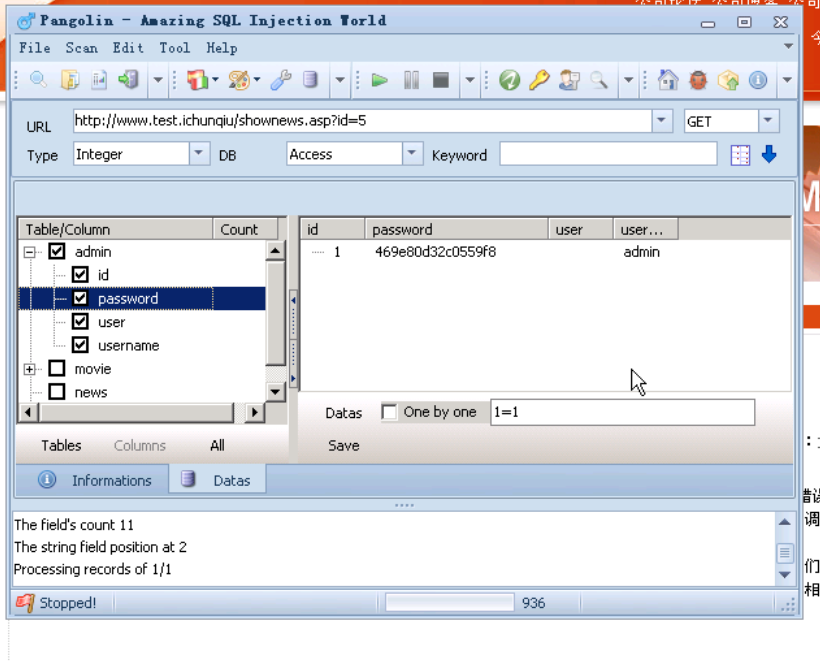 Pangolin - Amazing SQL Injection World
File Scan Edit Tool Help
URL http://www.test.ichunqiu/shownews.asp?id=5 GET
Type Integer DB Access Keyword
Table/Column Count
admin
id
password
user
username
movie
news
id password user user...
1 469e80d32c0559f8 admin
Datas One by one 1=1
Tables Columns All Save
Informations Datas
The field's count 11
The string field position at 2
Processing records of 1/1
Stopped! 936
调
们
相